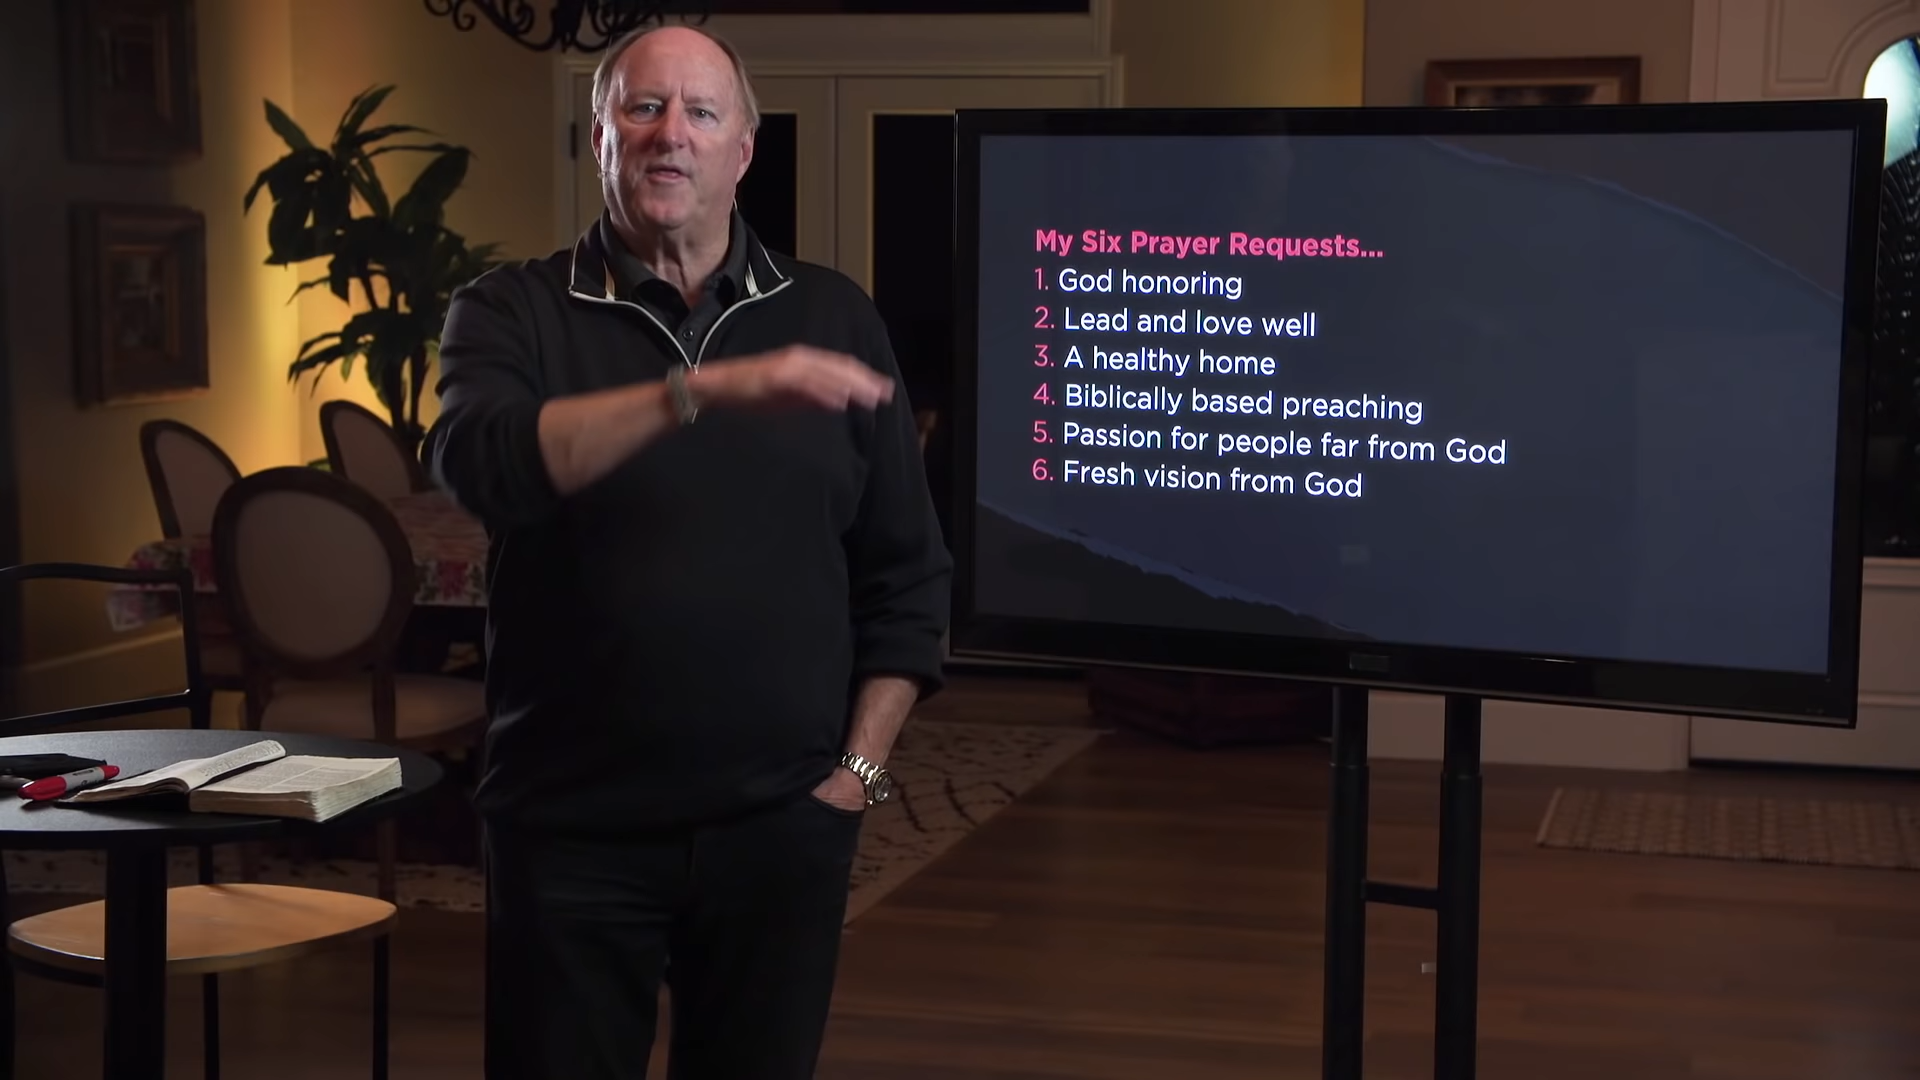 My Six Prayer Requests...
1. God honoring
2. Lead and love well
3. A healthy home
4. Biblically based preaching
5. Passion for people far from God
6. Fresh vision from God